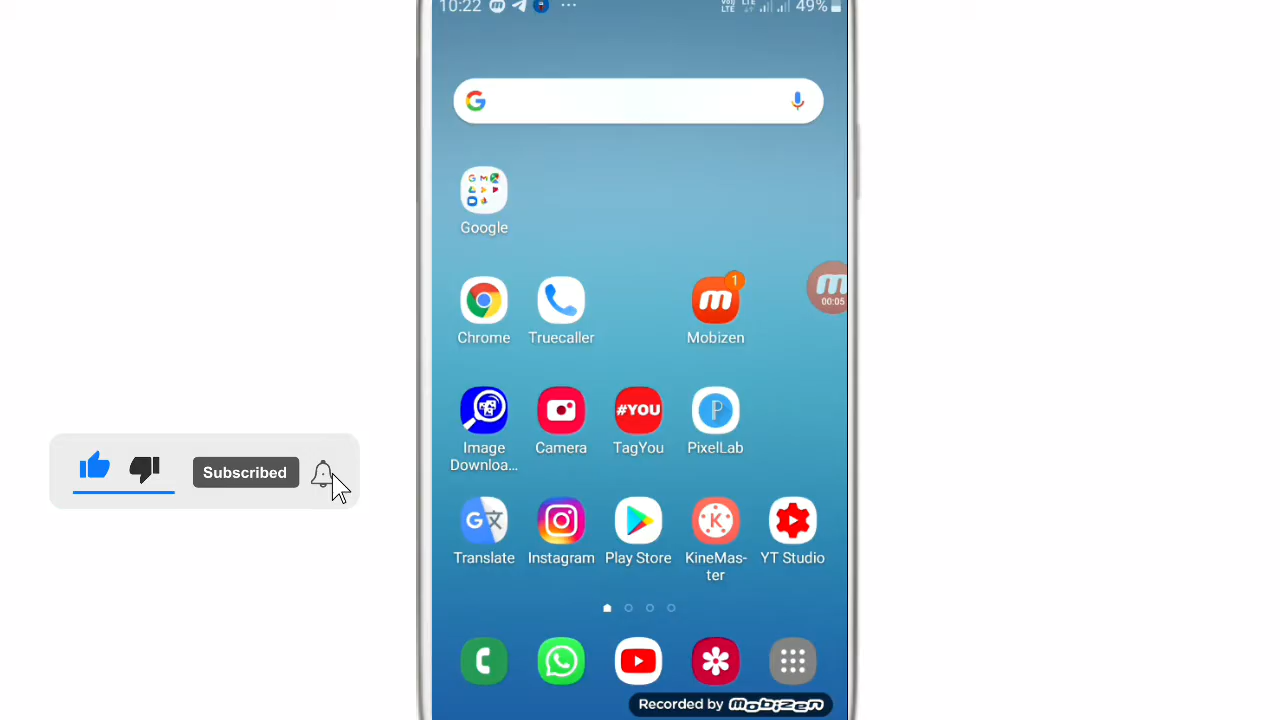 10:22 49%
Google
Chrome Truecaller Mobizen
1
00:05
#YOU
Image Downloa... Camera TagYou PixelLab
Subscribed
Translate Instagram Play Store KineMas-ter YT Studio
Recorded by mobizen